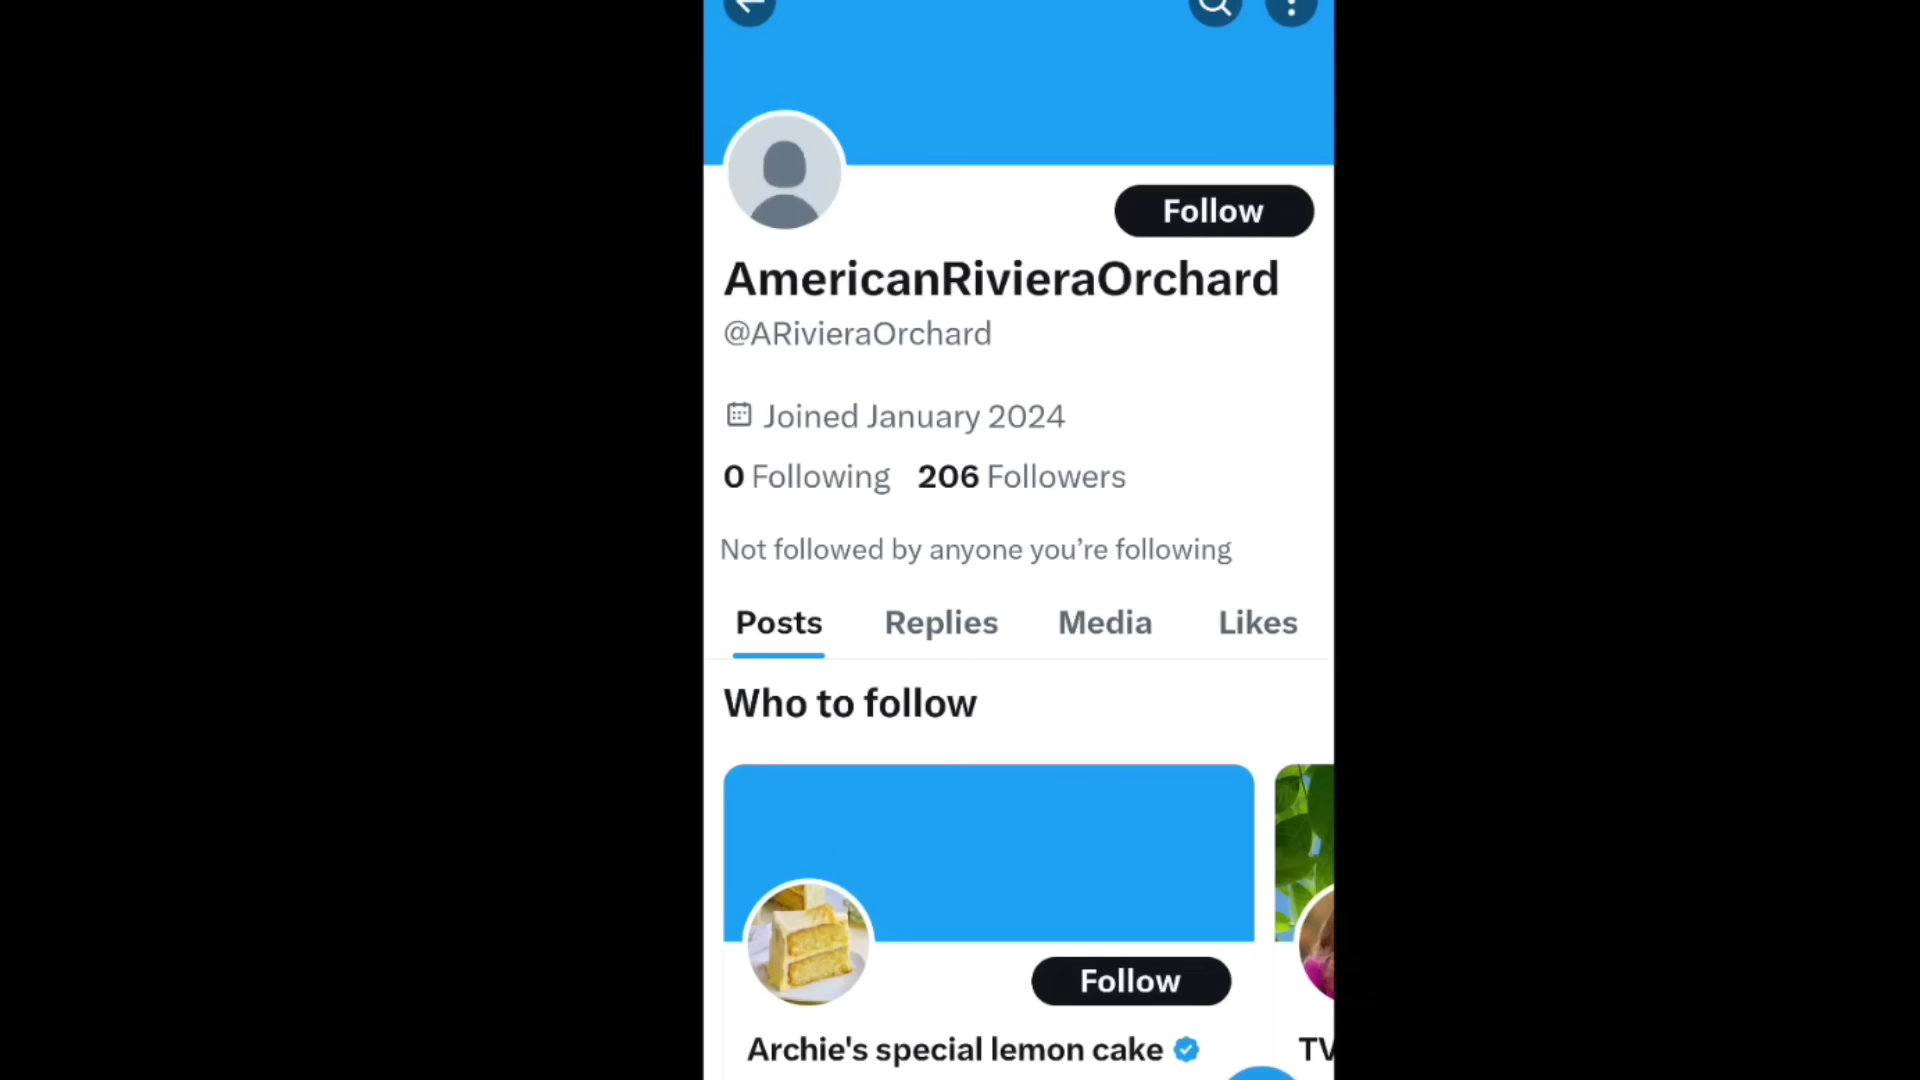 Follow
AmericanRivieraOrchard
@ARivieraOrchard
Joined January 2024
0 Following 206 Followers
Not followed by anyone you’re following
Posts Replies Media Likes
Who to follow
Follow
Archie's special lemon cake